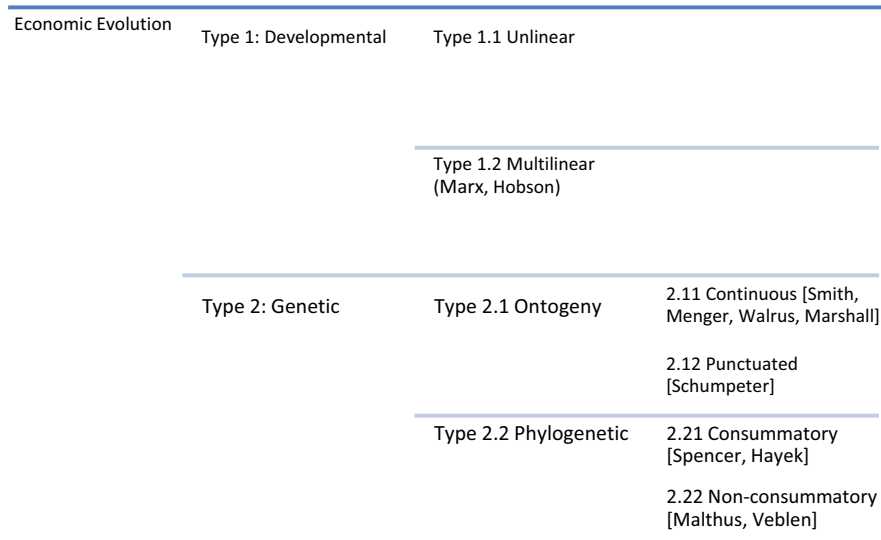 Economic Evolution
Type 1: Developmental
Type 1.1 Unlinear
Type 1.2 Multilinear
(Marx, Hobson)
Type 2: Genetic
Type 2.1 Ontogeny
2.11 Continuous [Smith,
Menger, Walrus, Marshall]
2.12 Punctuated
[Schumpeter]
Type 2.2 Phylogenetic
2.21 Consummatory
[Spencer, Hayek]
2.22 Non-consummatory
[Malthus, Veblen]